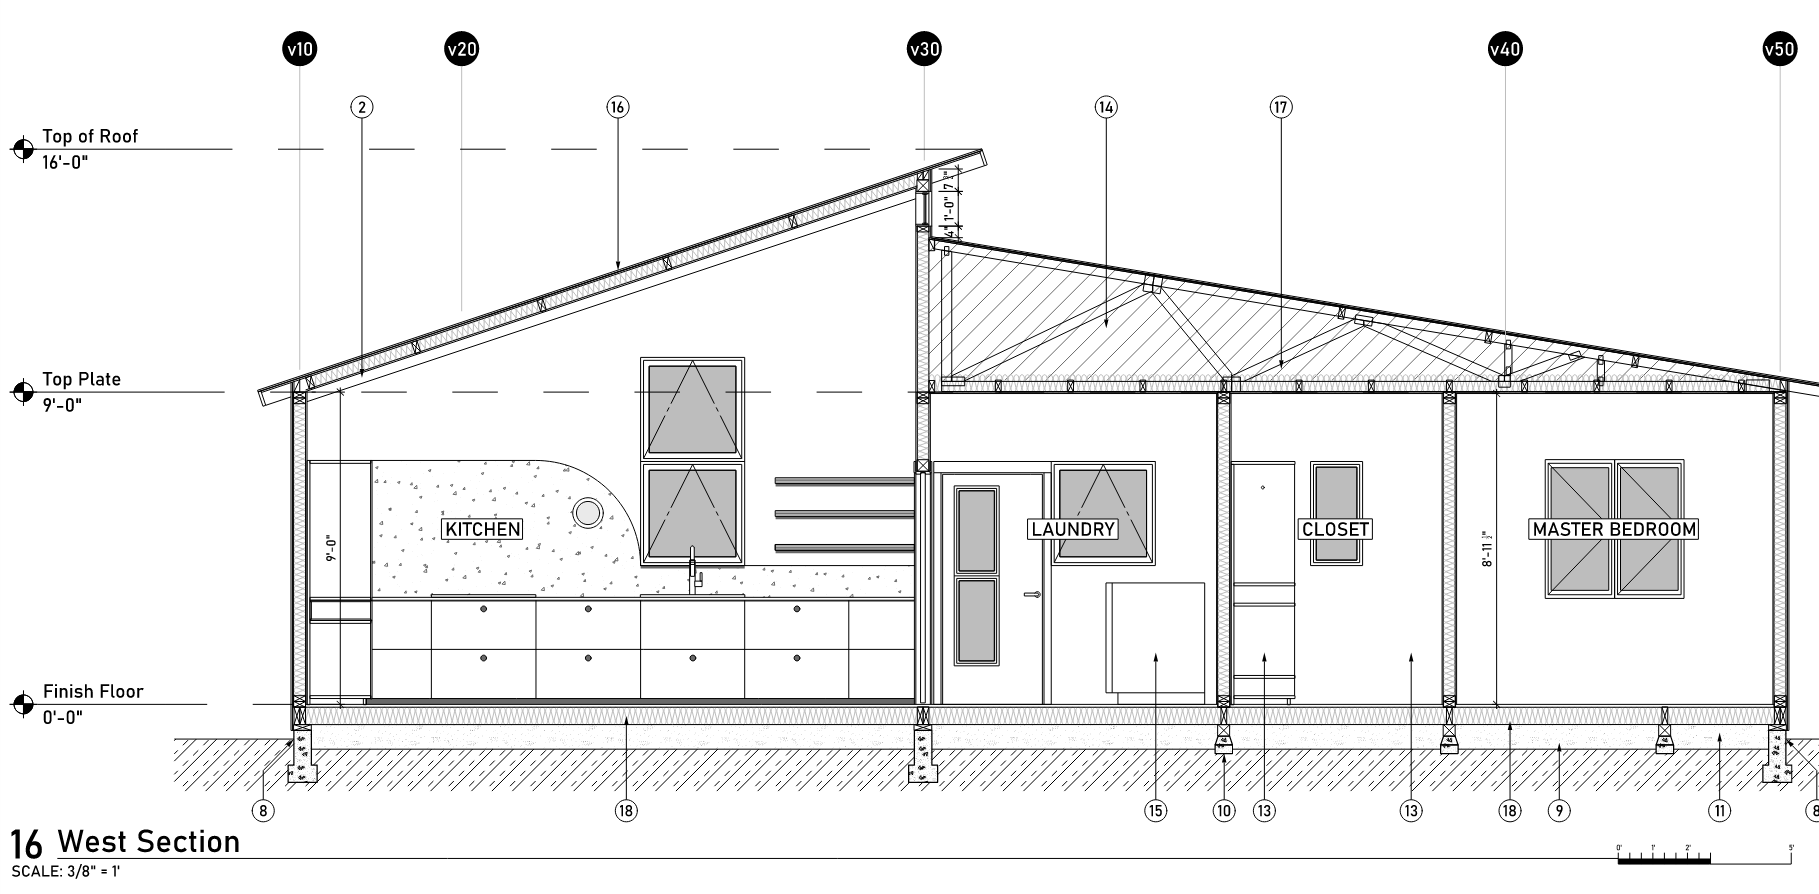 v10
v20
v30
v40
v50
2
16
14
17
Top of Roof
16'-0"
7 3/8"
1'-0"
4"
Top Plate
9'-0"
9'-0"
KITCHEN
LAUNDRY
CLOSET
MASTER BEDROOM
8'-11 1/2"
Finish Floor
0'-0"
8
18
15
10
13
13
18
9
11
8
16 West Section
SCALE: 3/8" = 1'
0' 1' 2' 5'